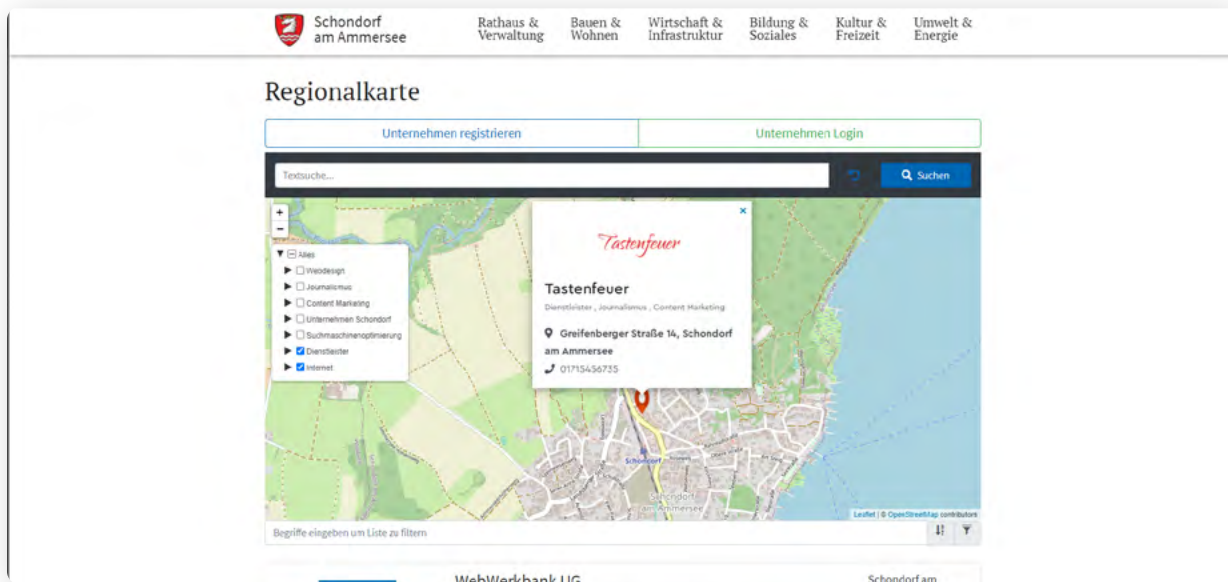 Schondorf
am Ammersee
Rathaus &
Verwaltung
Bauen &
Wohnen
Wirtschaft &
Infrastruktur
Bildung &
Soziales
Kultur &
Freizeit
Umwelt &
Energie
Regionalkarte
Unternehmen registrieren
Unternehmen Login
Textsuche...
Suchen
+
−
Alles
Webdesign
Journalismus
Content Marketing
Unternehmen Schondorf
Suchmaschinenoptimierung
Dienstleister
Internet
×
Tastenfeuer
Tastenfeuer
Dienstleister , Journalismus , Content Marketing
Greifenberger Straße 14, Schondorf
am Ammersee
01715456735
Schondorf
Schondorf
am Ammersee
Leaflet | © OpenStreetMap contributors
Begriffe eingeben um Liste zu filtern
WebWerkbank UG
Schondorf am